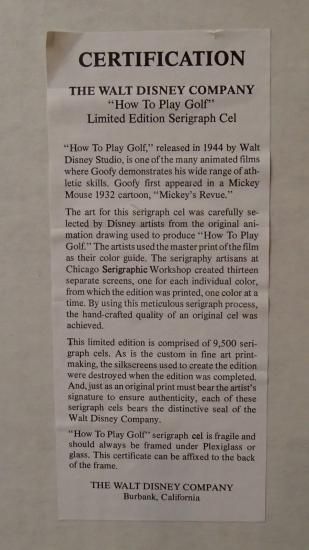 CERTIFICATION
THE WALT DISNEY COMPANY
"How To Play Golf"
Limited Edition Serigraph Cel
"How To Play Golf," released in 1944 by Walt
Disney Studio, is one of the many animated films
where Goofy demonstrates his wide range of ath-
letic skills. Goofy first appeared in a Mickey
Mouse 1932 cartoon, "Mickey's Revue."
The art for this serigraph cel was carefully se-
lected by Disney artists from the original ani-
mation drawing used to produce "How To Play
Golf." The artists used the master print of the film
as their color guide. The serigraphy artisans at
Chicago Serigraphic Workshop created thirteen
separate screens, one for each individual color,
from which the edition was printed, one color at a
time. By using this meticulous serigraph process,
the hand-crafted quality of an original cel was
achieved.
This limited edition is comprised of 9,500 seri-
graph cels. As is the custom in fine art print-
making, the silkscreens used to create the edition
were destroyed when the edition was completed.
And, just as an original print must bear the artist's
signature to ensure authenticity, each of these
serigraph cels bears the distinctive seal of the
Walt Disney Company.
"How To Play Golf" serigraph cel is fragile and
should always be framed under Plexiglass or
glass. This certificate can be affixed to the back
of the frame.
THE WALT DISNEY COMPANY
Burbank, California